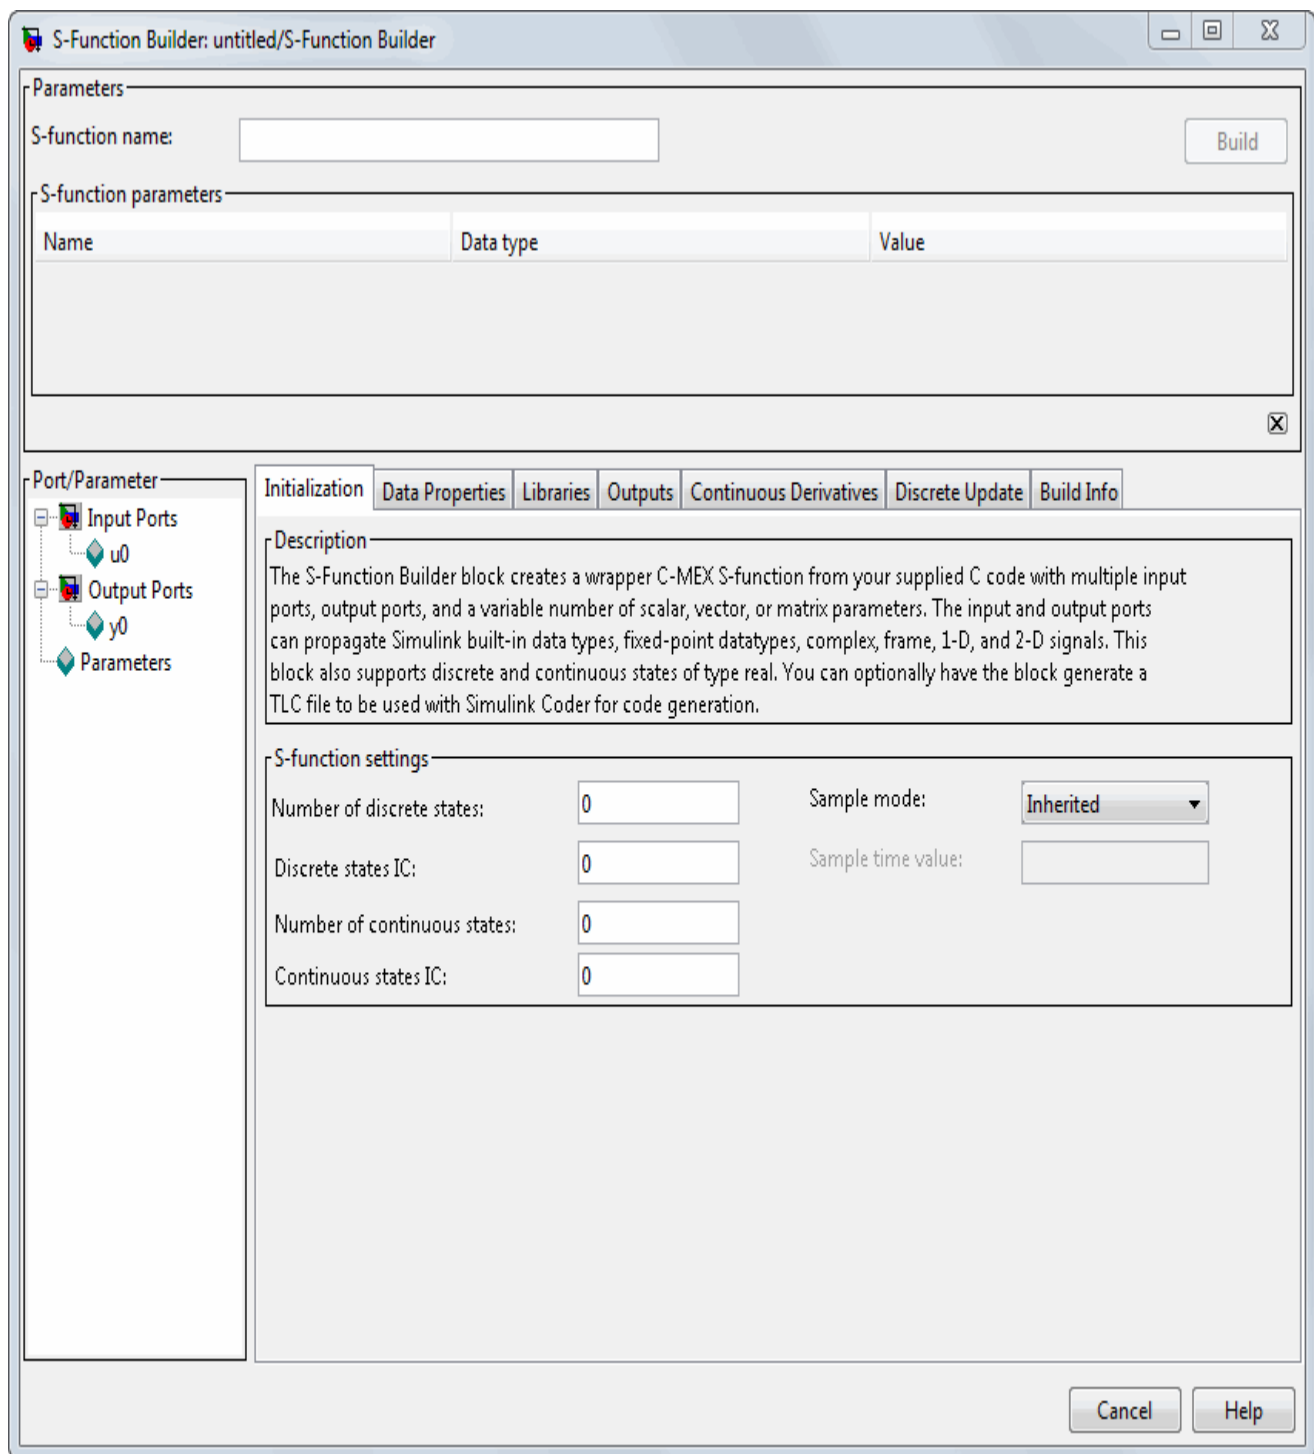 S-Function Builder: untitled/S-Function Builder
Parameters
S-function name:
Build
S-function parameters
Name Data type Value
Port/Parameter
Input Ports
u0
Output Ports
y0
Parameters
Initialization Data Properties Libraries Outputs Continuous Derivatives Discrete Update Build Info
Description
The S-Function Builder block creates a wrapper C-MEX S-function from your supplied C code with multiple input
ports, output ports, and a variable number of scalar, vector, or matrix parameters. The input and output ports
can propagate Simulink built-in data types, fixed-point datatypes, complex, frame, 1-D, and 2-D signals. This
block also supports discrete and continuous states of type real. You can optionally have the block generate a
TLC file to be used with Simulink Coder for code generation.
S-function settings
Number of discrete states: 0 Sample mode: Inherited
Discrete states IC: 0 Sample time value:
Number of continuous states: 0
Continuous states IC: 0
Cancel Help